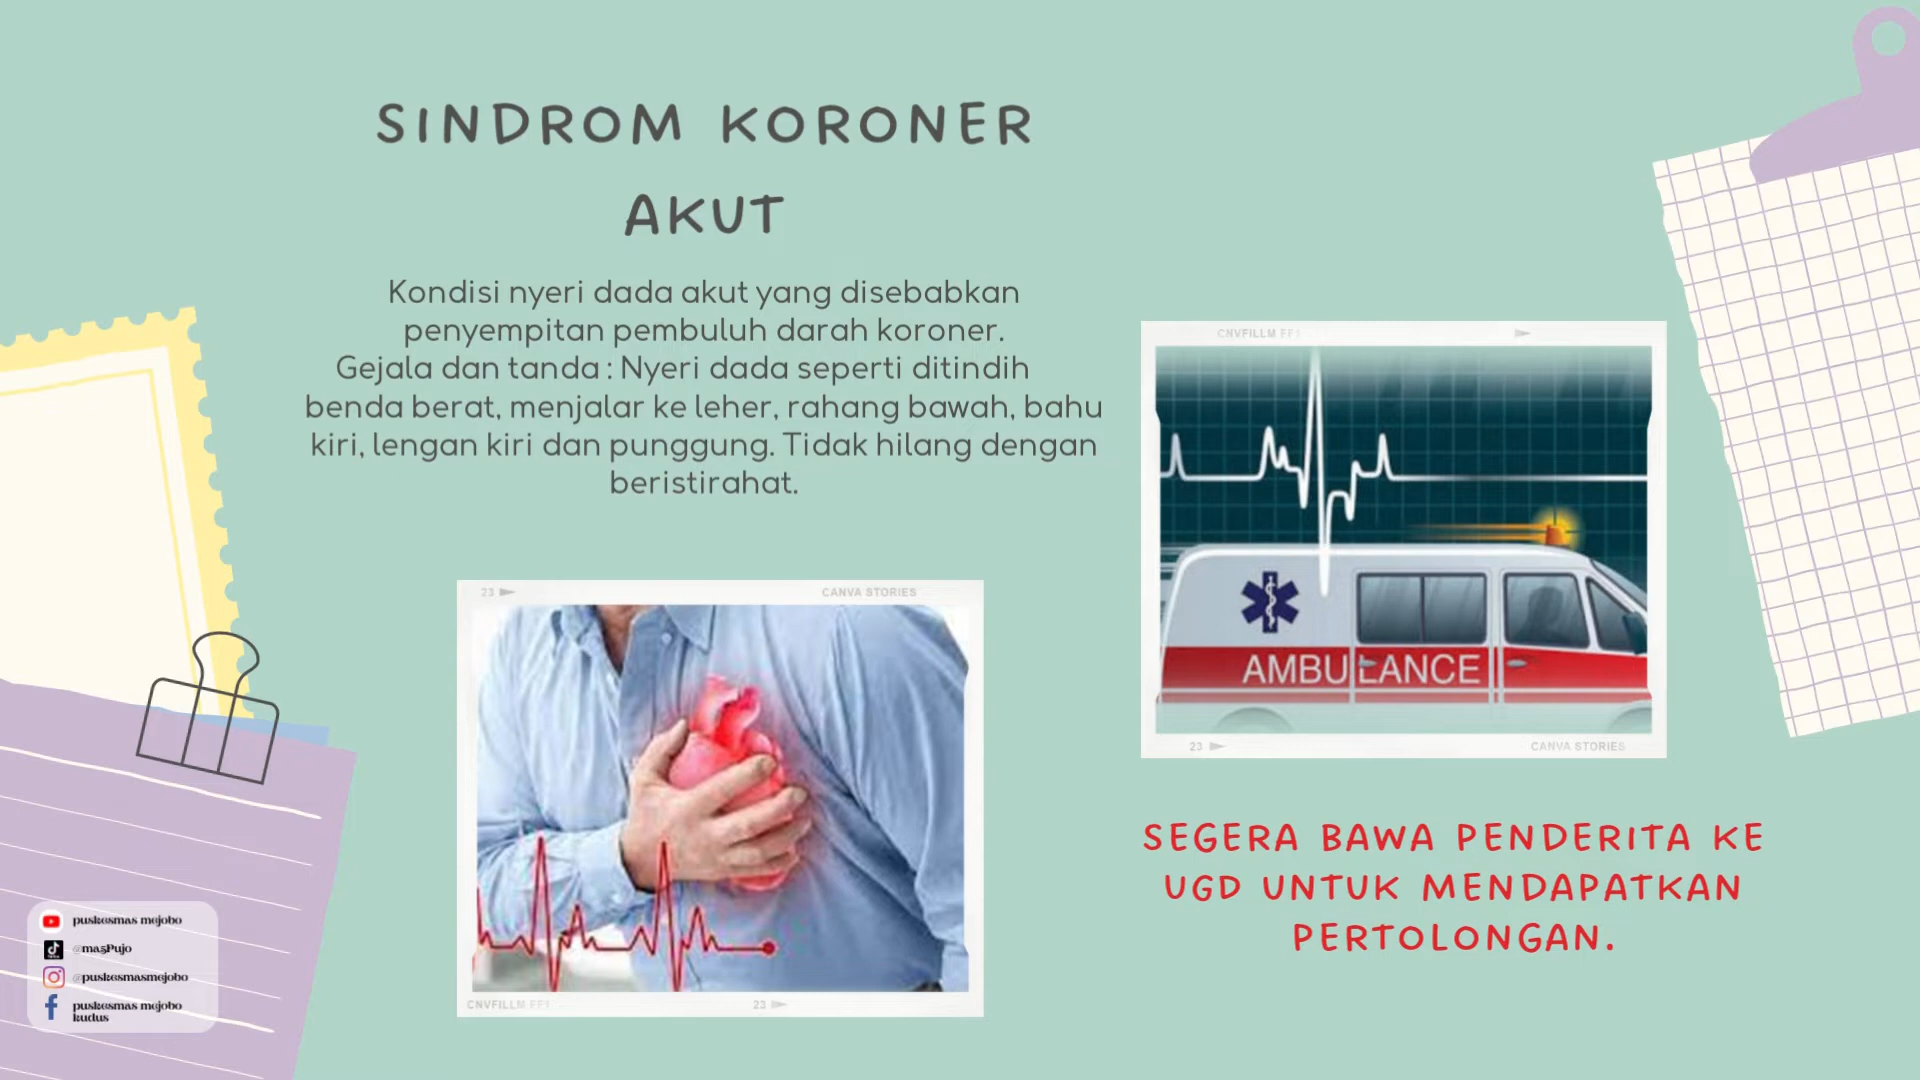 SINDROM KORONER
AKUT
Kondisi nyeri dada akut yang disebabkan
penyempitan pembuluh darah koroner.
Gejala dan tanda : Nyeri dada seperti ditindih
benda berat, menjalar ke leher, rahang bawah, bahu
kiri, lengan kiri dan punggung. Tidak hilang dengan
beristirahat.
CNVFILLM FF1
AMBULANCE
23
CANVA STORIES
23
CANVA STORIES
CNVFILLM FF1
23
SEGERA BAWA PENDERITA KE
UGD UNTUK MENDAPATKAN
PERTOLONGAN.
puskesmas mejobo
@ma5Pujo
@puskesmasmejobo
puskesmas mejobo
kudus